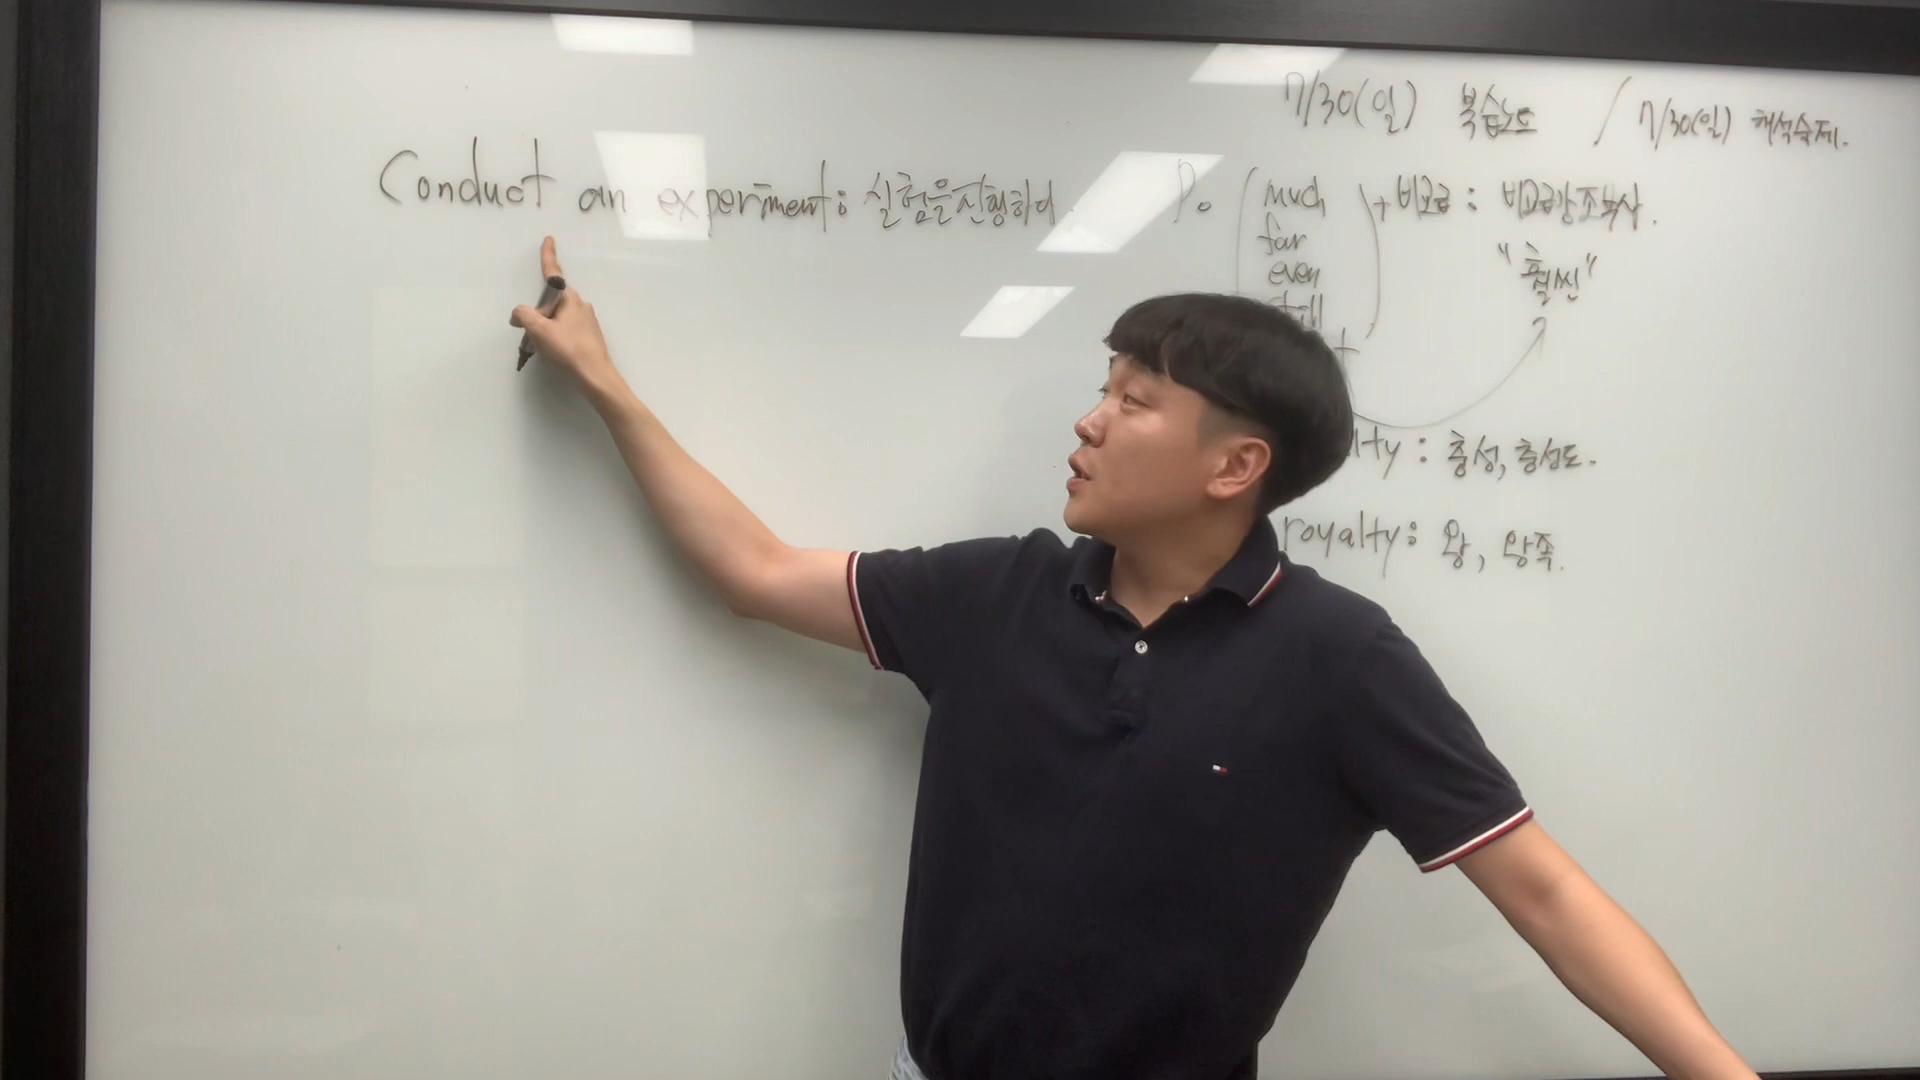 7/30(일) 복습노트 / 7/30(일) 해석숙제.
Conduct an experiment: 실험을 진행하다.
P. much + 비교급 : 비교급강조부사.
far
even
still
"훨씬"
lty : 충성, 충성도.
royalty : 왕, 왕족.